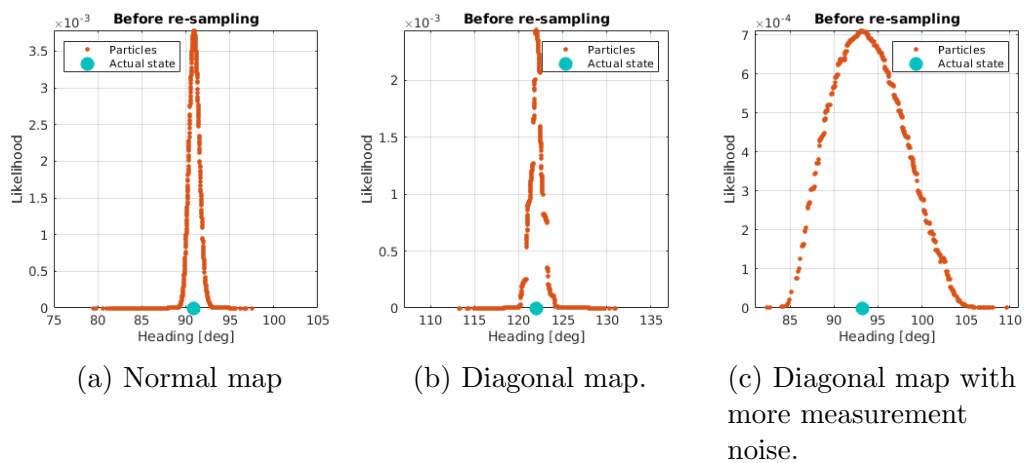 Before re-sampling
×10⁻³
Particles
Actual state
Likelihood
3.5
3
2.5
2
1.5
1
0.5
0
75 80 85 90 95 100 105
Heading [deg]
(a) Normal map
Before re-sampling
×10⁻³
Particles
Actual state
Likelihood
2
1.5
1
0.5
0
110 115 120 125 130 135
Heading [deg]
(b) Diagonal map.
Before re-sampling
×10⁻⁴
Particles
Actual state
Likelihood
7
6
5
4
3
2
1
0
85 90 95 100 105 110
Heading [deg]
(c) Diagonal map with
more measurement
noise.